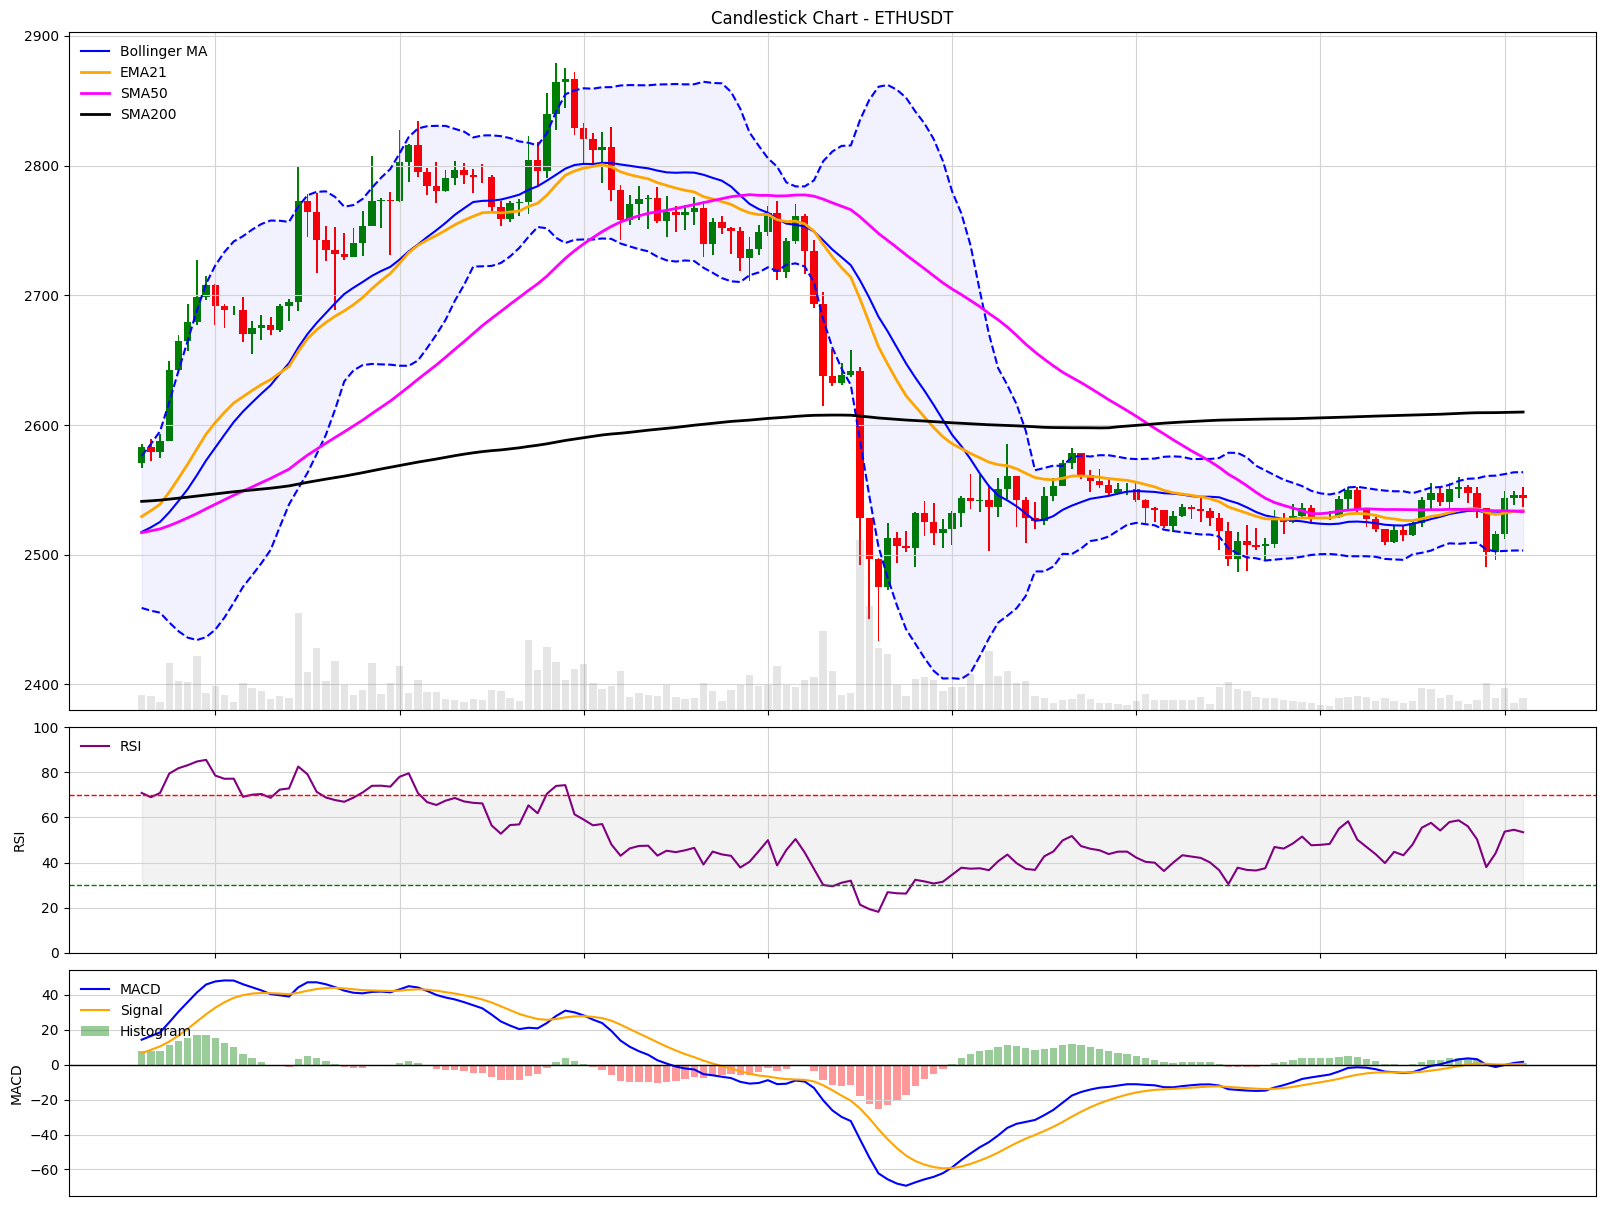 Candlestick Chart - ETHUSDT
2900
2800
2700
2600
2500
2400
Bollinger MA
EMA21
SMA50
SMA200
100
80
60
40
20
0
RSI
RSI
40
20
0
−20
−40
−60
MACD
MACD
Signal
Histogram